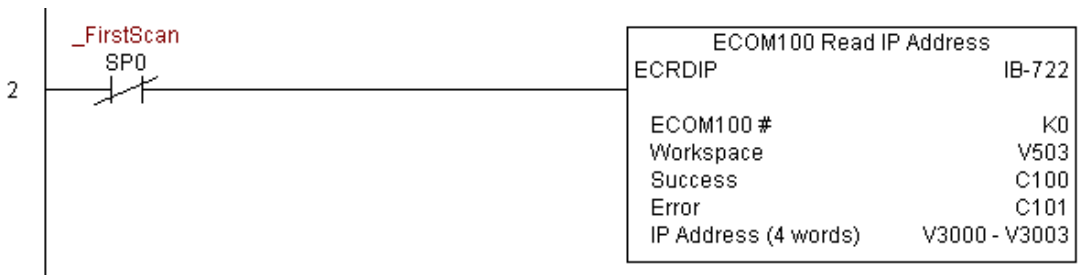 _FirstScan
SP0
2
ECOM100 Read IP Address
ECRDIP IB-722
ECOM100 # K0
Workspace V503
Success C100
Error C101
IP Address (4 words) V3000 - V3003